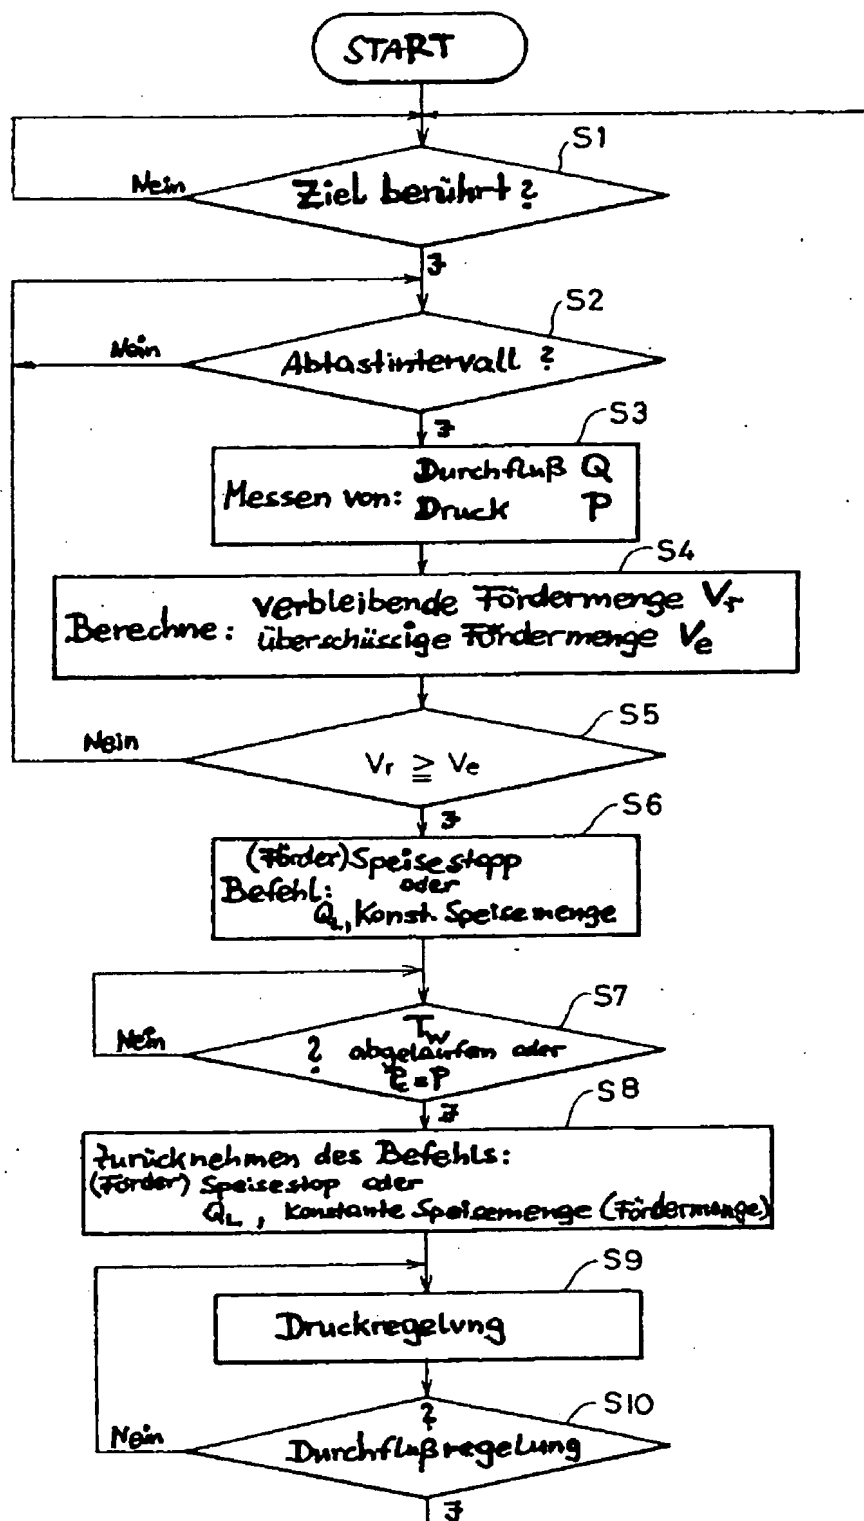 START
S1
Nein
Ziel berührt ?
J
S2
Nein
Abtastintervall ?
J
S3
Messen von: Durchfluß Q
Druck P
S4
Berechne: verbleibende Fördermenge Vr
überschüssige Fördermenge Ve
S5
Nein
Vr ≧ Ve
J
S6
(Förder) Speisestopp
Befehl: oder
QL, Konst. Speisemenge
S7
Nein
Tw
? abgelaufen oder
Pc = P
J
S8
Zurücknehmen des Befehls:
(Förder) Speisestop oder
QL, Konstante Speisemenge (Fördermenge)
S9
Druckregelung
S10
Nein
?
Durchflußregelung
J